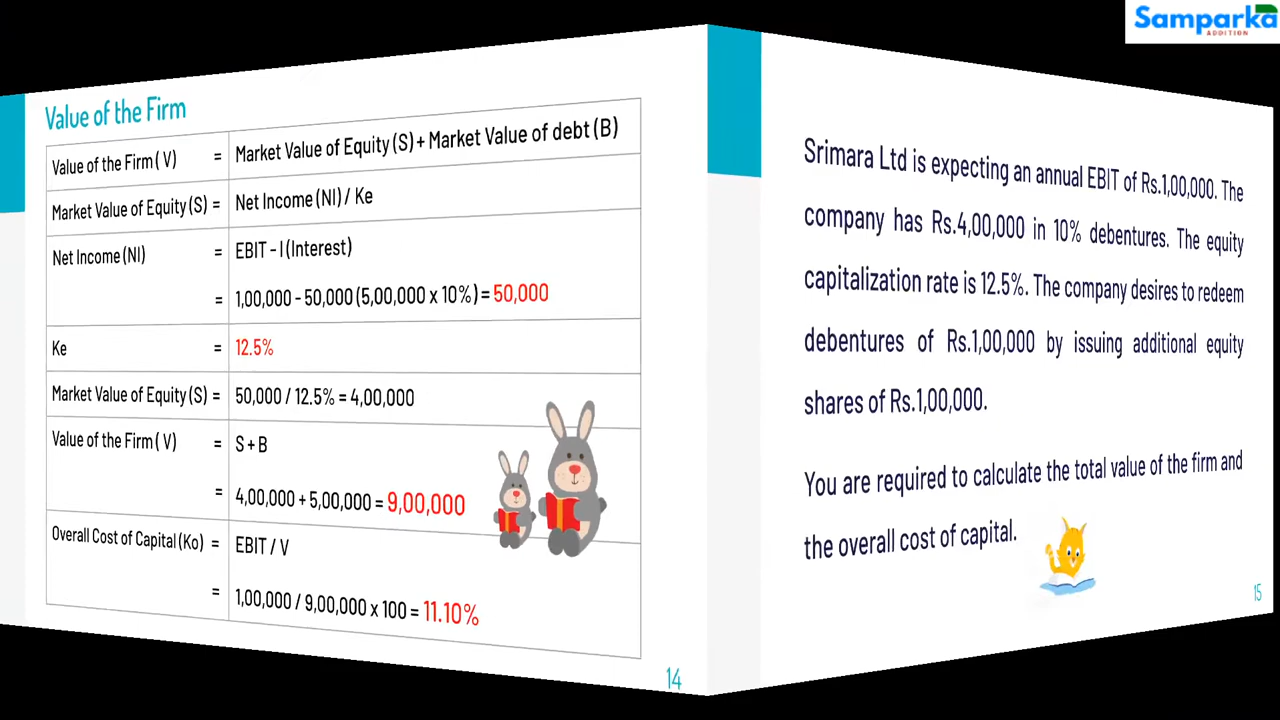 Samparka
ADDITION
Value of the Firm
Value of the Firm ( V) = Market Value of Equity (S) + Market Value of debt (B)
Market Value of Equity (S) = Net Income (NI) / Ke
Net Income (NI) = EBIT – I (Interest)
= 1,00,000 – 50,000 (5,00,000 x 10%) = 50,000
Ke = 12.5%
Market Value of Equity (S) = 50,000 / 12.5% = 4,00,000
Value of the Firm ( V) = S + B
= 4,00,000 + 5,00,000 = 9,00,000
Overall Cost of Capital (Ko) = EBIT / V
= 1,00,000 / 9,00,000 x 100 = 11.10%
14
Srimara Ltd is expecting an annual EBIT of Rs.1,00,000. The
company has Rs.4,00,000 in 10% debentures. The equity
capitalization rate is 12.5%. The company desires to redeem
debentures of Rs.1,00,000 by issuing additional equity
shares of Rs.1,00,000.
You are required to calculate the total value of the firm and
the overall cost of capital.
15